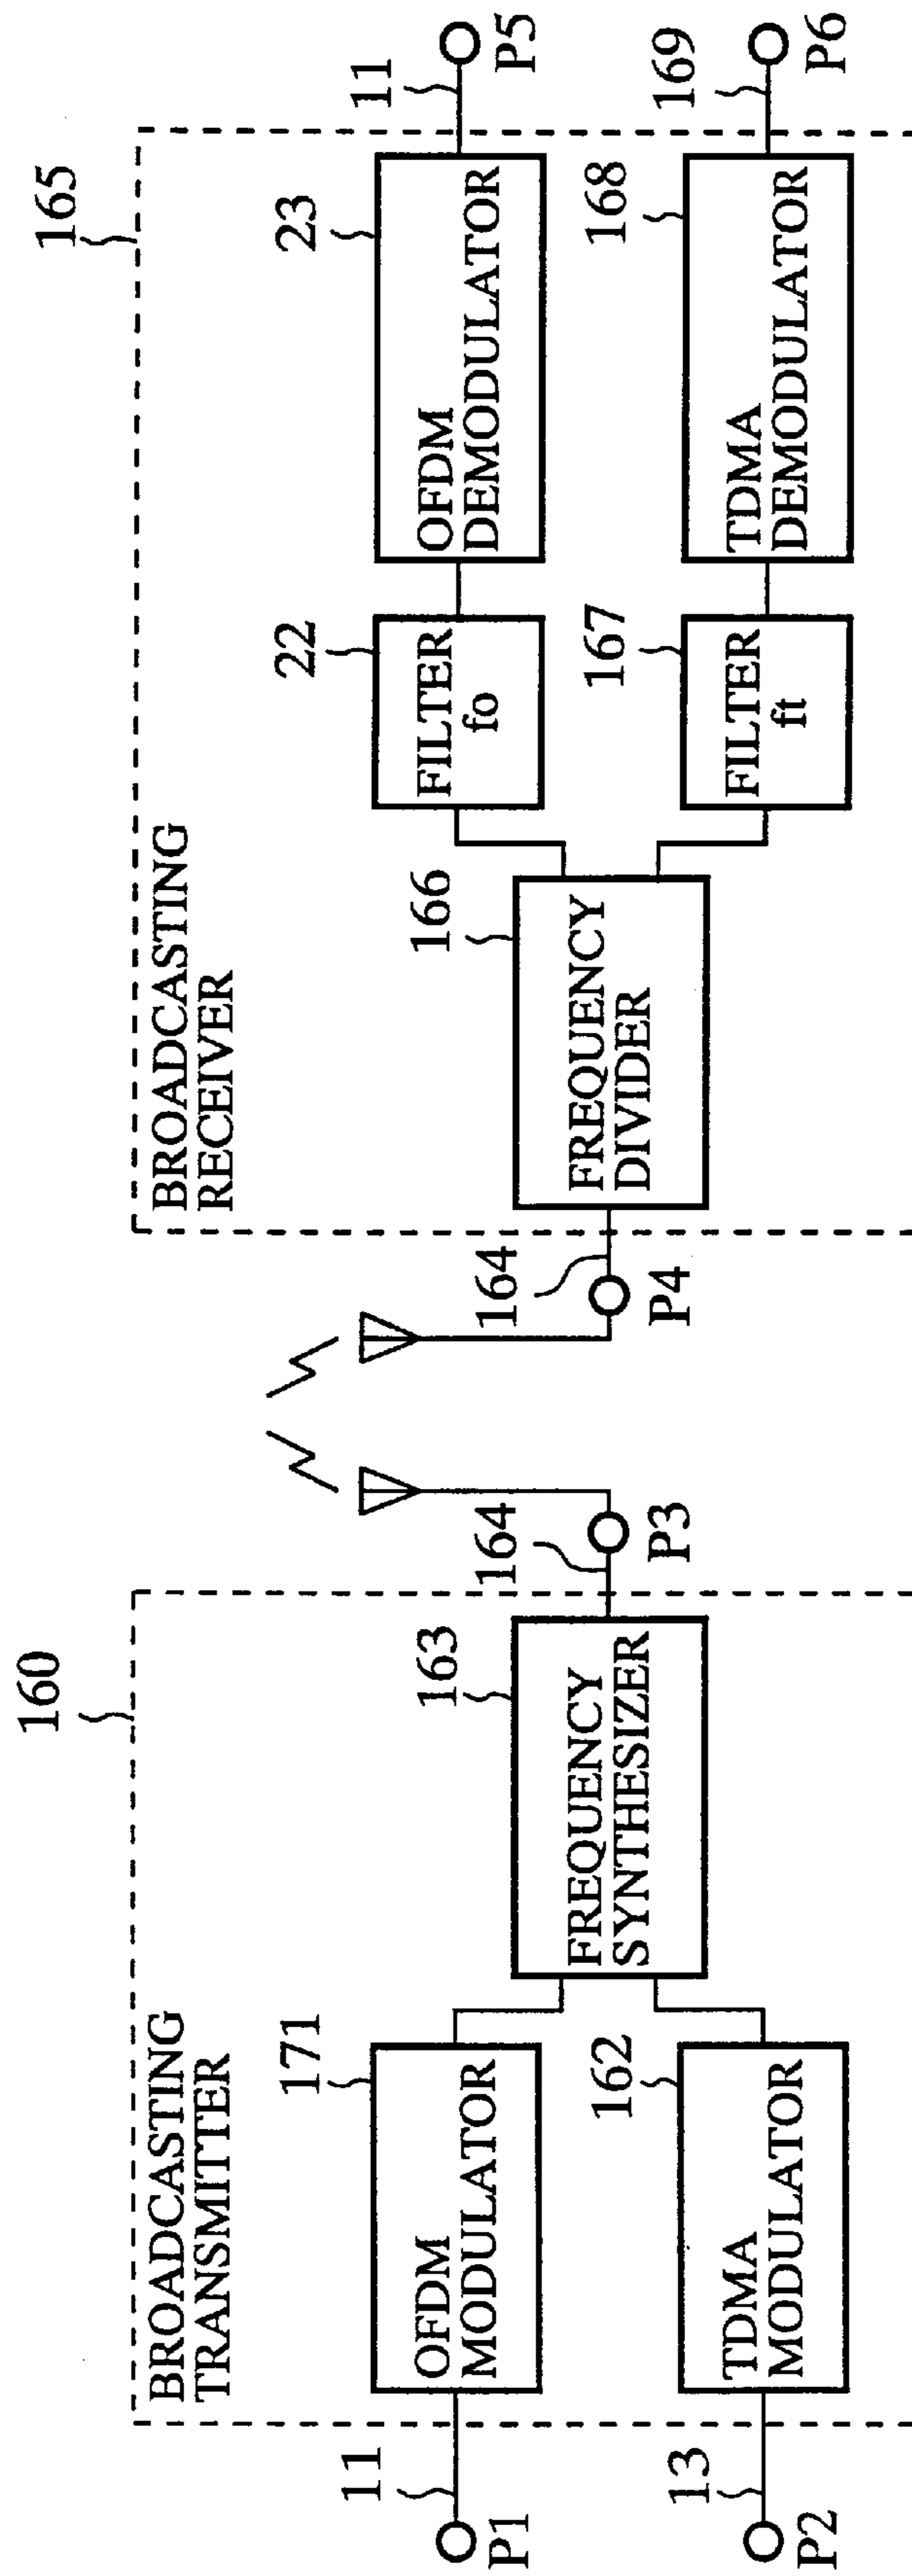 160
BROADCASTING
TRANSMITTER
11
P1
171
OFDM
MODULATOR
13
P2
162
TDMA
MODULATOR
163
FREQUENCY
SYNTHESIZER
164
P3
164
P4
165
BROADCASTING
RECEIVER
166
FREQUENCY
DIVIDER
22
FILTER
fo
23
OFDM
DEMODULATOR
11
P5
167
FILTER
ft
168
TDMA
DEMODULATOR
169
P6